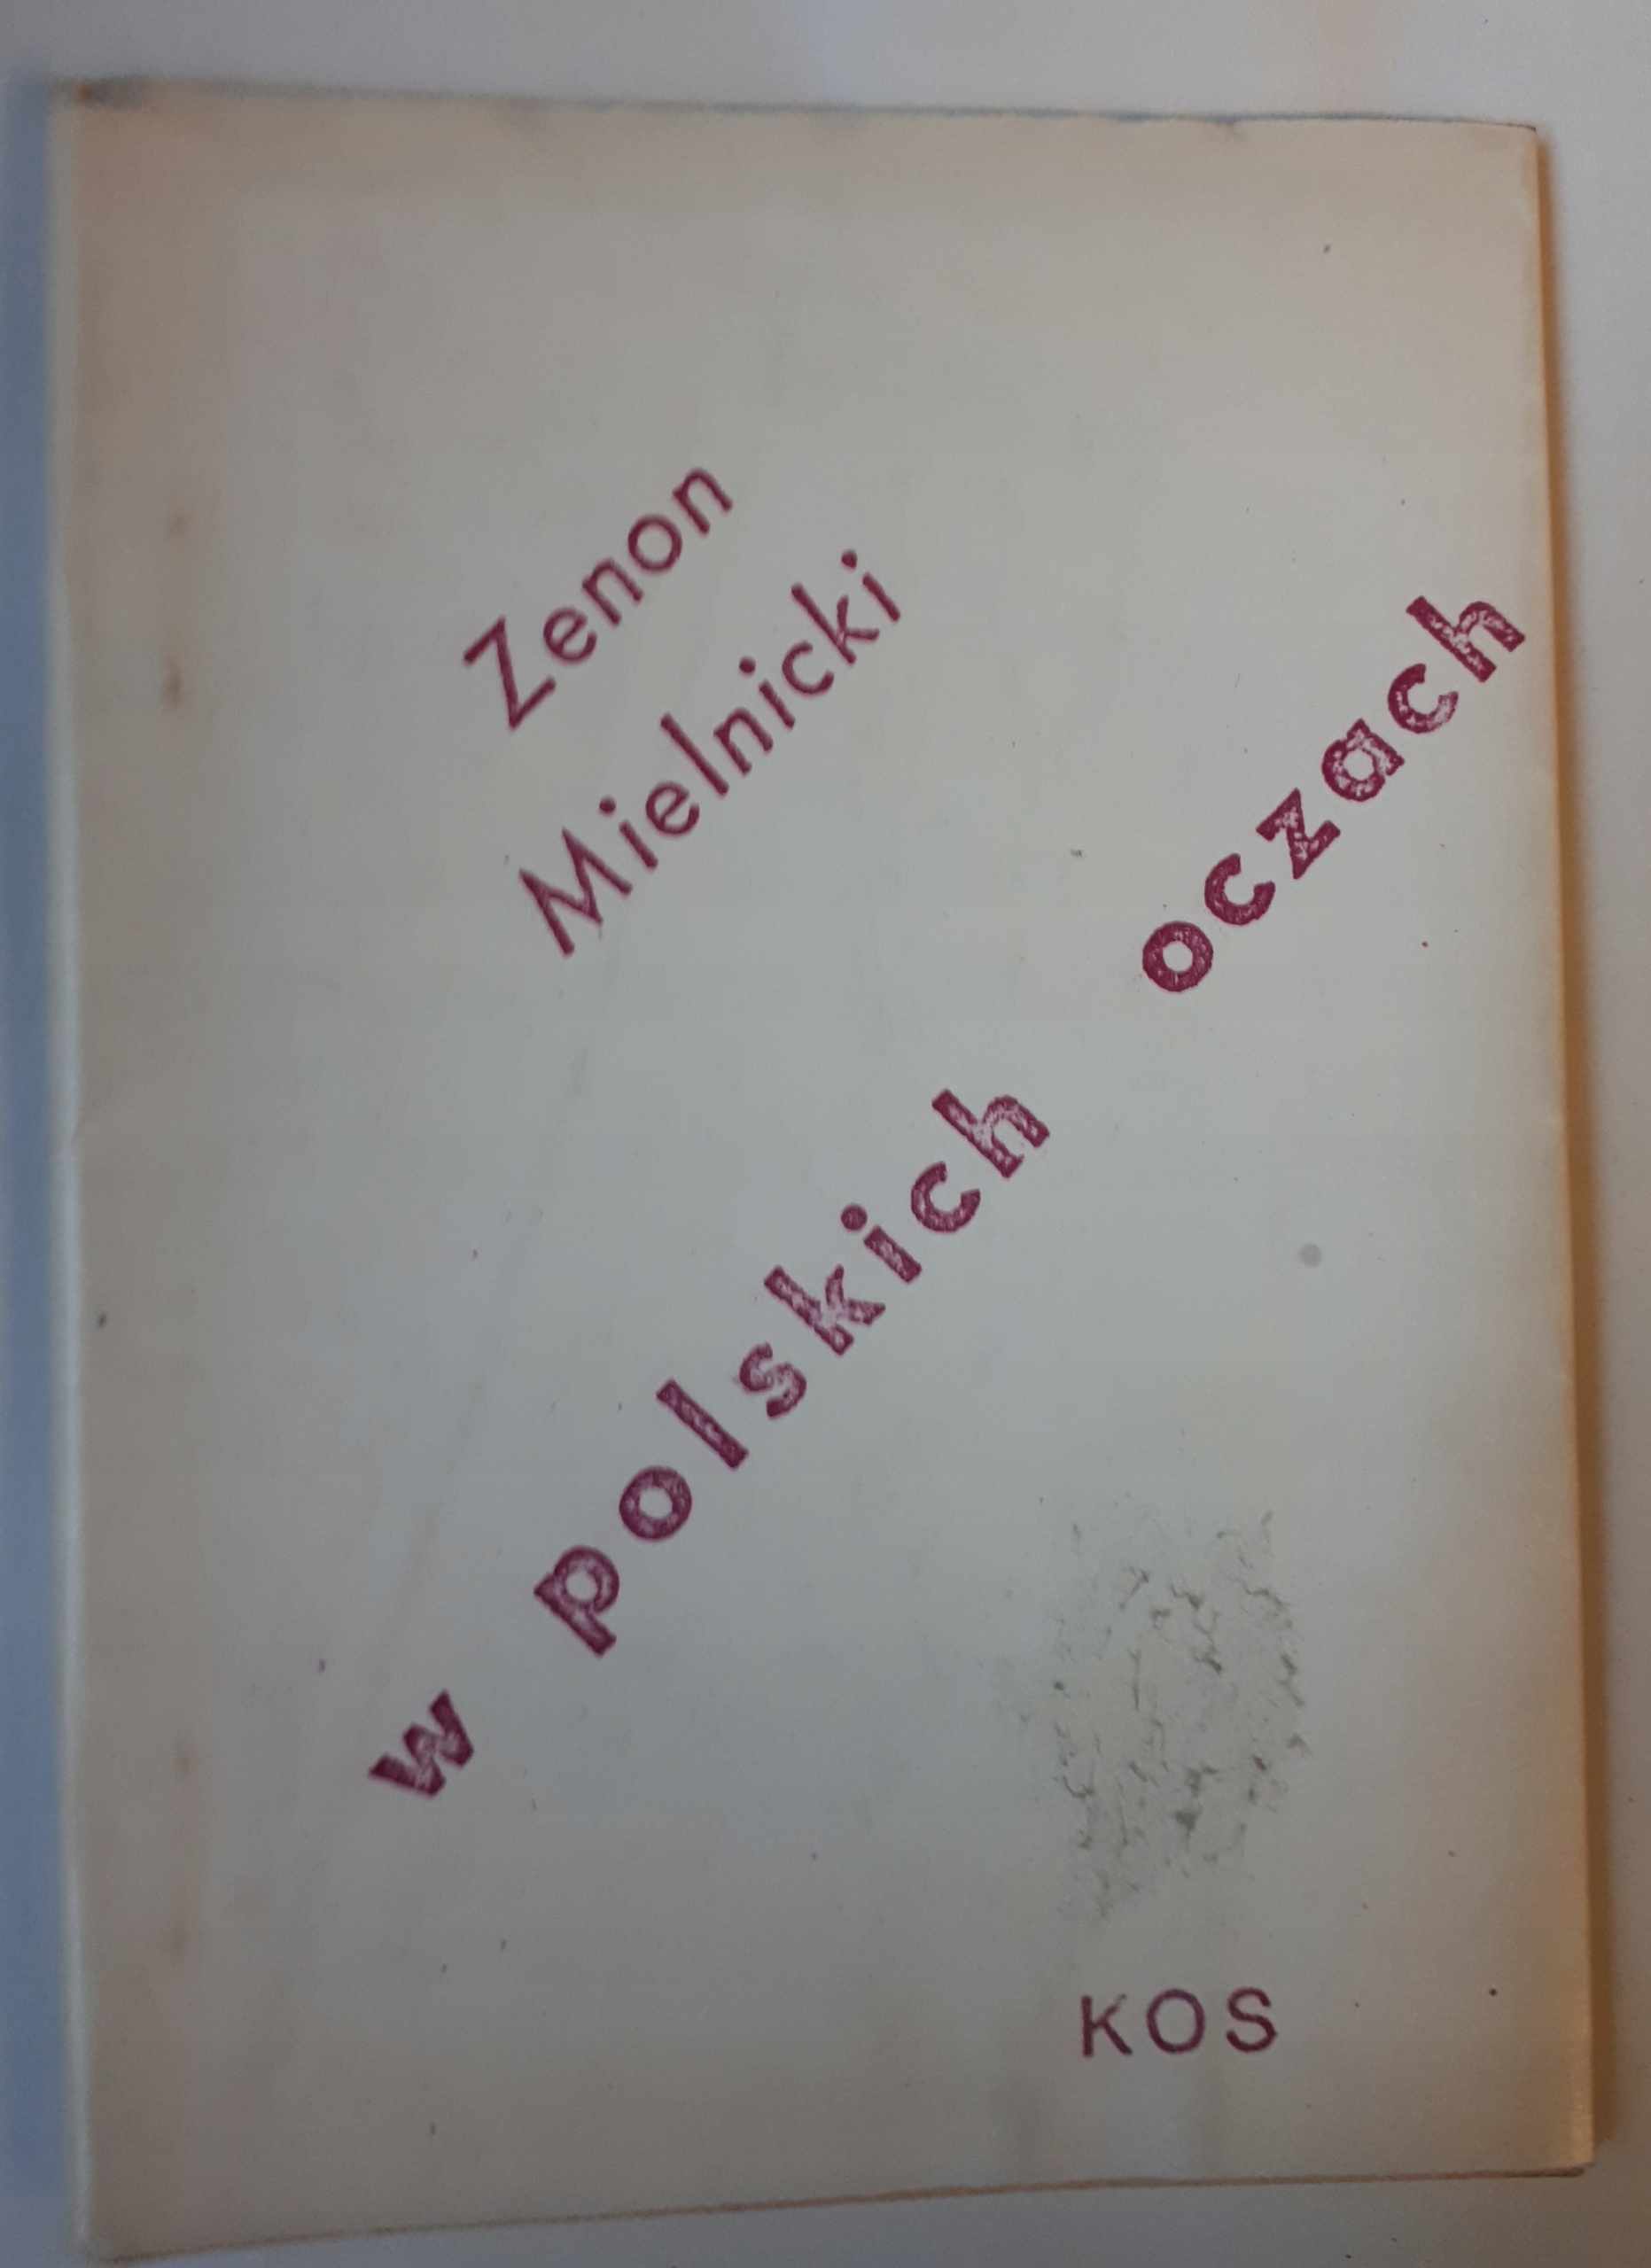 Zenon
Mielnicki
w polskich oczach
KOS